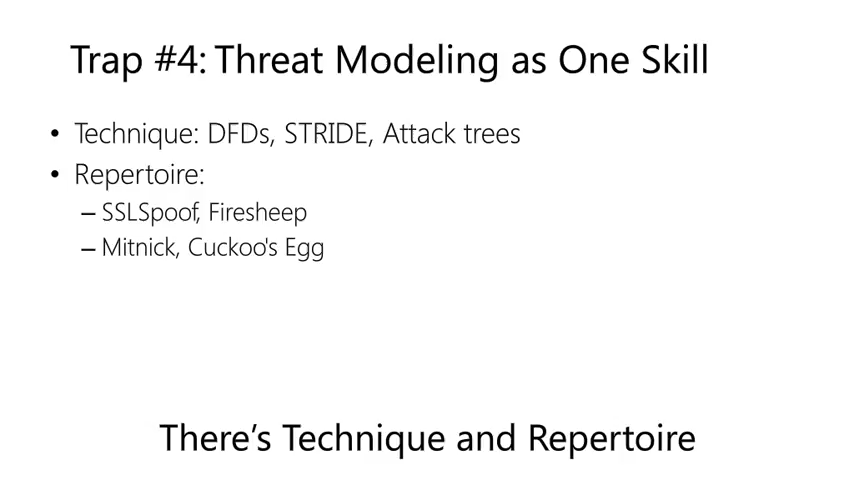 Trap #4: Threat Modeling as One Skill
• Technique: DFDs, STRIDE, Attack trees
• Repertoire:
– SSLSpoof, Firesheep
– Mitnick, Cuckoo's Egg
There’s Technique and Repertoire